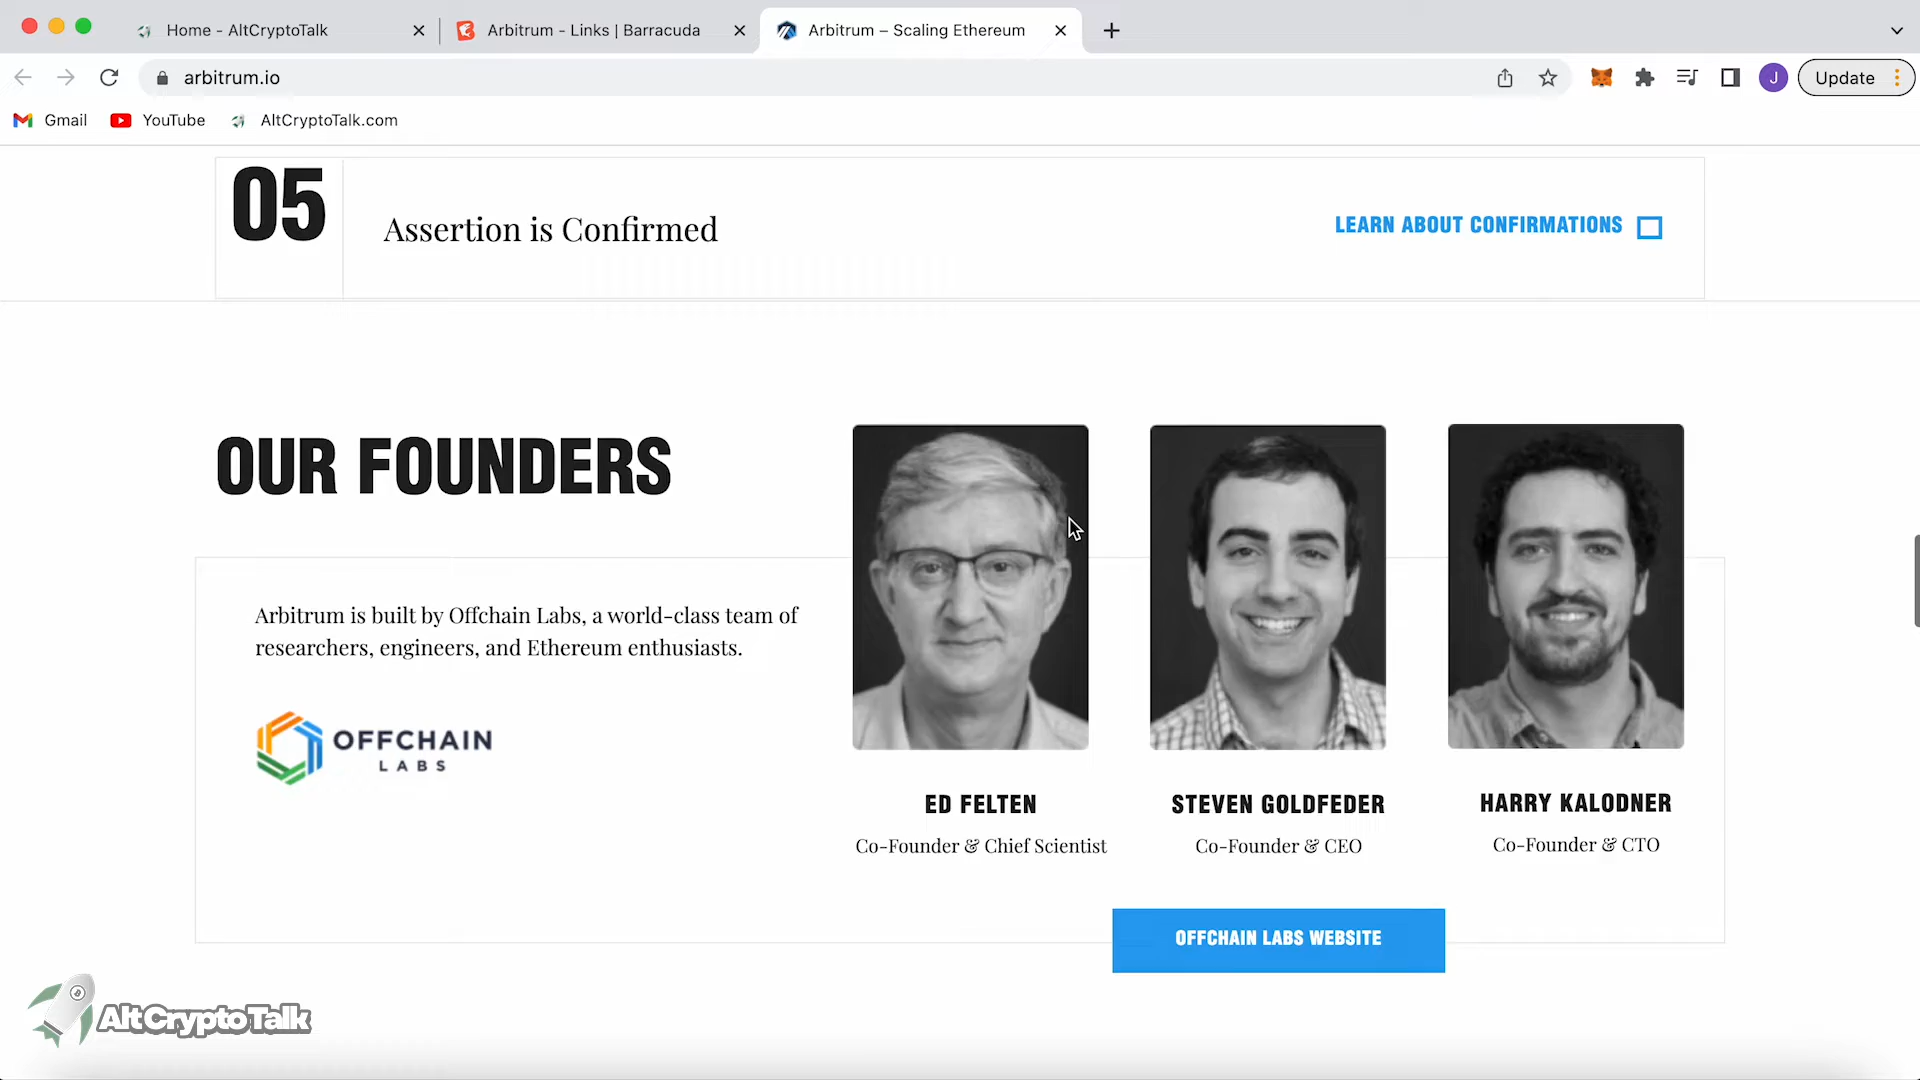 Home - AltCryptoTalk
Arbitrum - Links | Barracuda
Arbitrum – Scaling Ethereum
arbitrum.io
J
Update
Gmail
YouTube
AltCryptoTalk.com
05
Assertion is Confirmed
LEARN ABOUT CONFIRMATIONS
OUR FOUNDERS
Arbitrum is built by Offchain Labs, a world-class team of
researchers, engineers, and Ethereum enthusiasts.
OFFCHAIN
LABS
ED FELTEN
Co-Founder & Chief Scientist
STEVEN GOLDFEDER
Co-Founder & CEO
HARRY KALODNER
Co-Founder & CTO
OFFCHAIN LABS WEBSITE
AltCryptoTalk